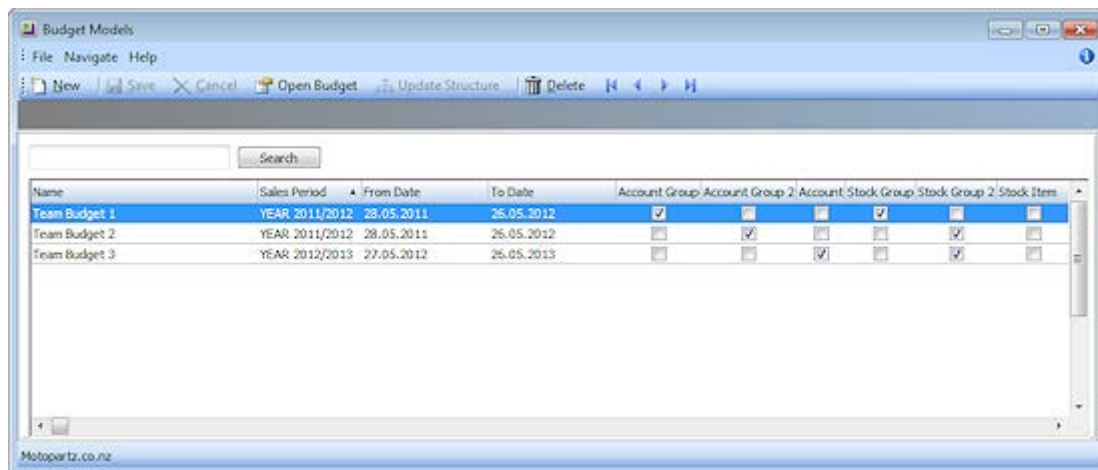 Budget Models
File Navigate Help
New Save Cancel Open Budget Update Structure Delete
Search
Name Sales Period From Date To Date Account Group Account Group 2 Account Stock Group Stock Group 2 Stock Item
Team Budget 1 YEAR 2011/2012 28.05.2011 26.05.2012
Team Budget 2 YEAR 2011/2012 28.05.2011 26.05.2012
Team Budget 3 YEAR 2012/2013 27.05.2012 26.05.2013
Motopartz.co.nz